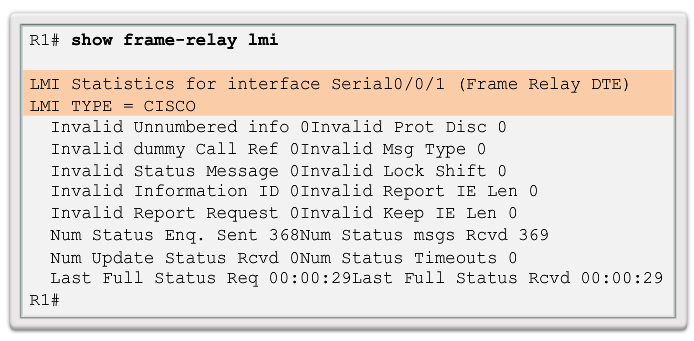 R1# show frame-relay lmi
LMI Statistics for interface Serial0/0/1 (Frame Relay DTE)
LMI TYPE = CISCO
Invalid Unnumbered info 0Invalid Prot Disc 0
Invalid dummy Call Ref 0Invalid Msg Type 0
Invalid Status Message 0Invalid Lock Shift 0
Invalid Information ID 0Invalid Report IE Len 0
Invalid Report Request 0Invalid Keep IE Len 0
Num Status Enq. Sent 368Num Status msgs Rcvd 369
Num Update Status Rcvd 0Num Status Timeouts 0
Last Full Status Req 00:00:29Last Full Status Rcvd 00:00:29
R1#